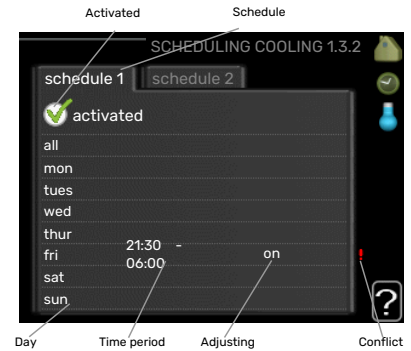 Activated Schedule
SCHEDULING COOLING 1.3.2
schedule 1 schedule 2
activated
all
mon
tues
wed
thur
fri 21:30 - 06:00 on !
sat
sun
?
Day Time period Adjusting Conflict